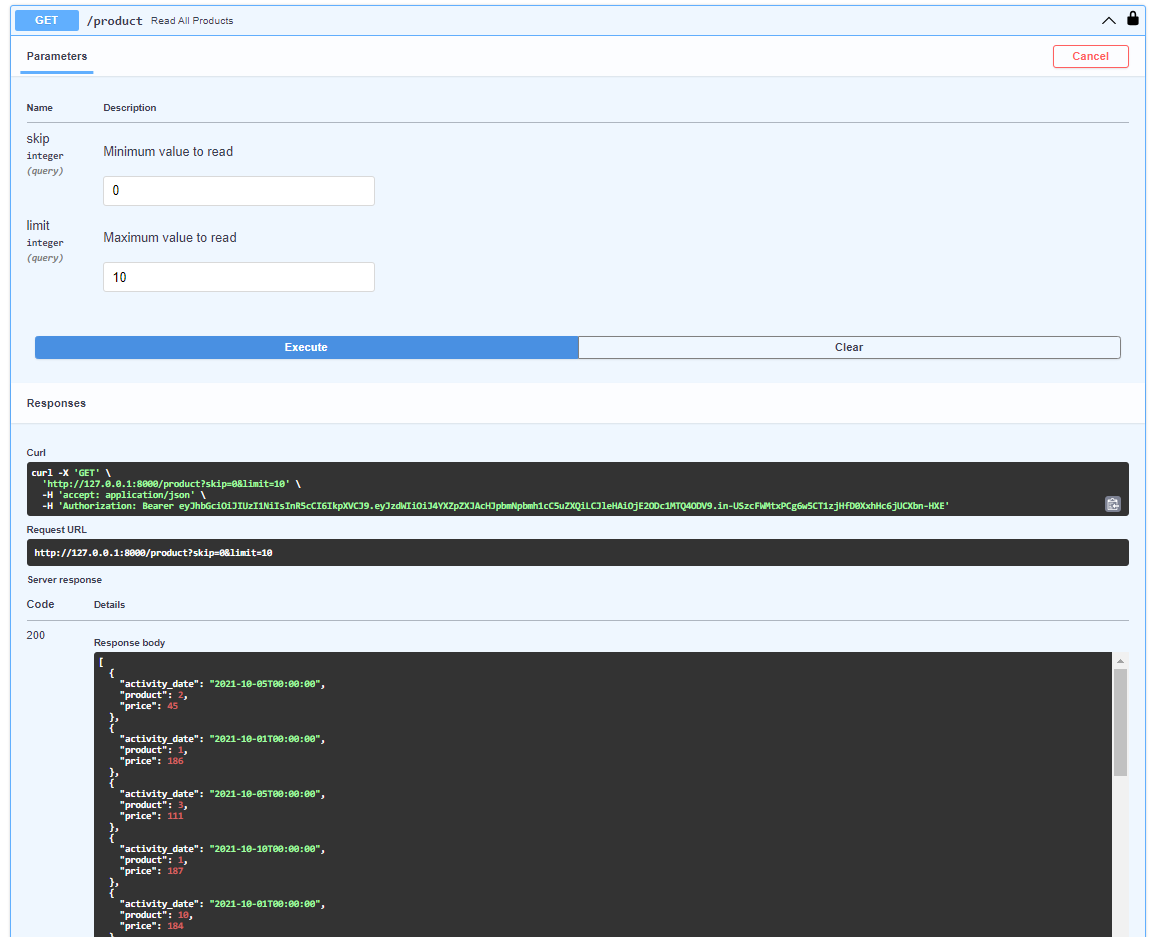 GET /product Read All Products
Parameters
Cancel
Name Description
skip
integer
(query)
Minimum value to read
0
limit
integer
(query)
Maximum value to read
10
Execute Clear
Responses
Curl
curl -X 'GET' \
'http://127.0.0.1:8000/product?skip=0&limit=10' \
-H 'accept: application/json' \
-H 'Authorization: Bearer
Request URL
http://127.0.0.1:8000/product?skip=0&limit=10
Server response
Code Details
200
Response body
[
{
"activity_date": "2021-10-05T00:00:00",
"product": 2,
"price": 45
},
{
"activity_date": "2021-10-01T00:00:00",
"product": 1,
"price": 186
},
{
"activity_date": "2021-10-05T00:00:00",
"product": 3,
"price": 111
},
{
"activity_date": "2021-10-10T00:00:00",
"product": 1,
"price": 187
},
{
"activity_date": "2021-10-01T00:00:00",
"product": 10,
"price": 184